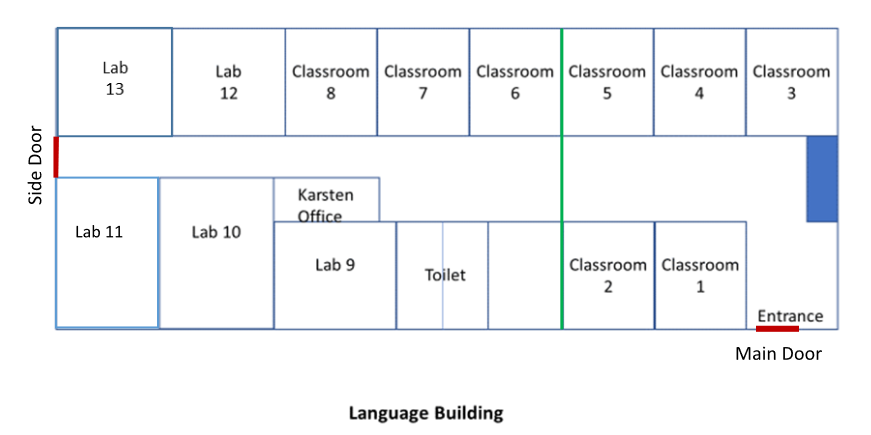 Lab
13
Lab
12
Classroom
8
Classroom
7
Classroom
6
Classroom
5
Classroom
4
Classroom
3
Side Door
Lab 11
Lab 10
Karsten
Office
Lab 9
Toilet
Classroom
2
Classroom
1
Entrance
Main Door
Language Building